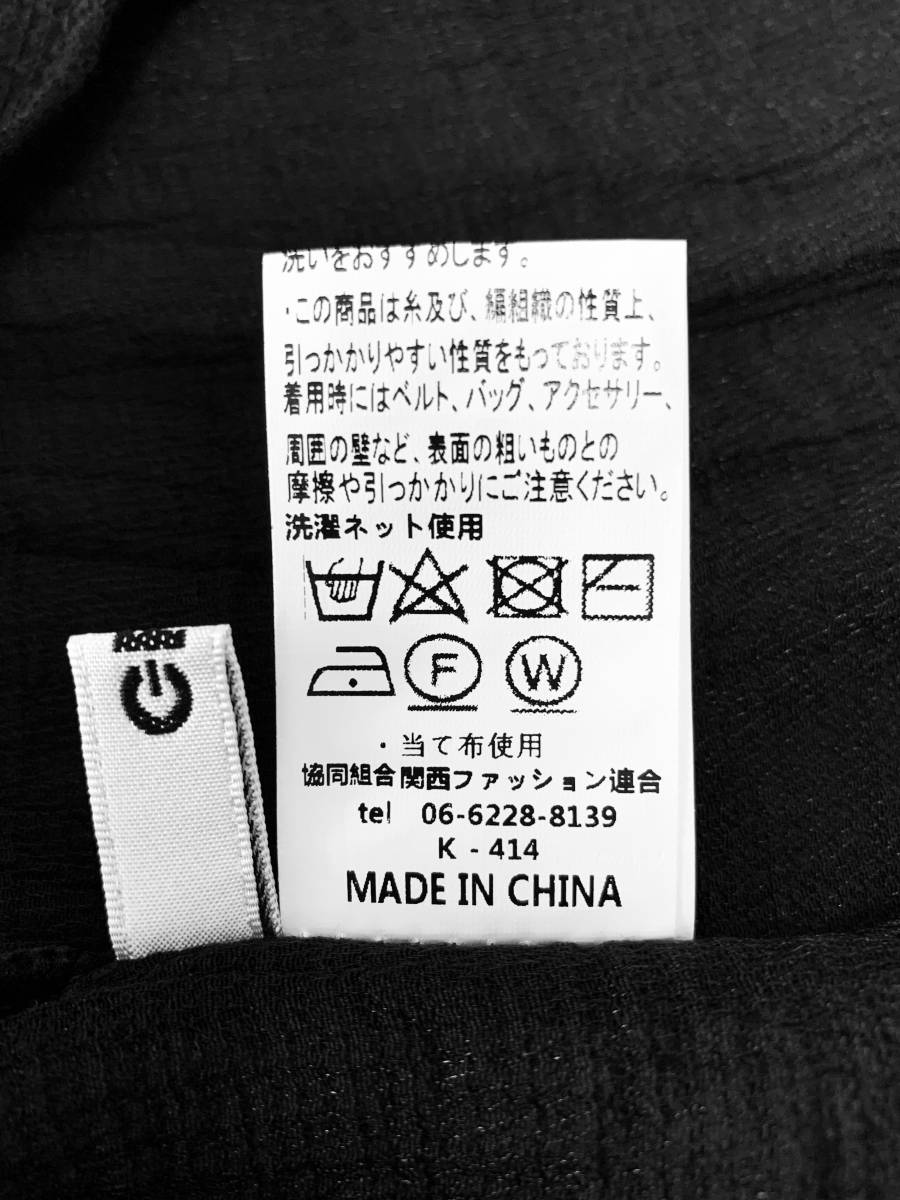 洗いをおすすめします。
・この商品は糸及び、編組織の性質上、
引っかかりやすい性質をもっております。
着用時にはベルト、バッグ、アクセサリー、
周囲の壁など、表面の粗いものとの
摩擦や引っかかりにご注意ください。
洗濯ネット使用
F W
・当て布使用
協同組合関西ファッション連合
tel 06-6228-8139
K - 414
MADE IN CHINA